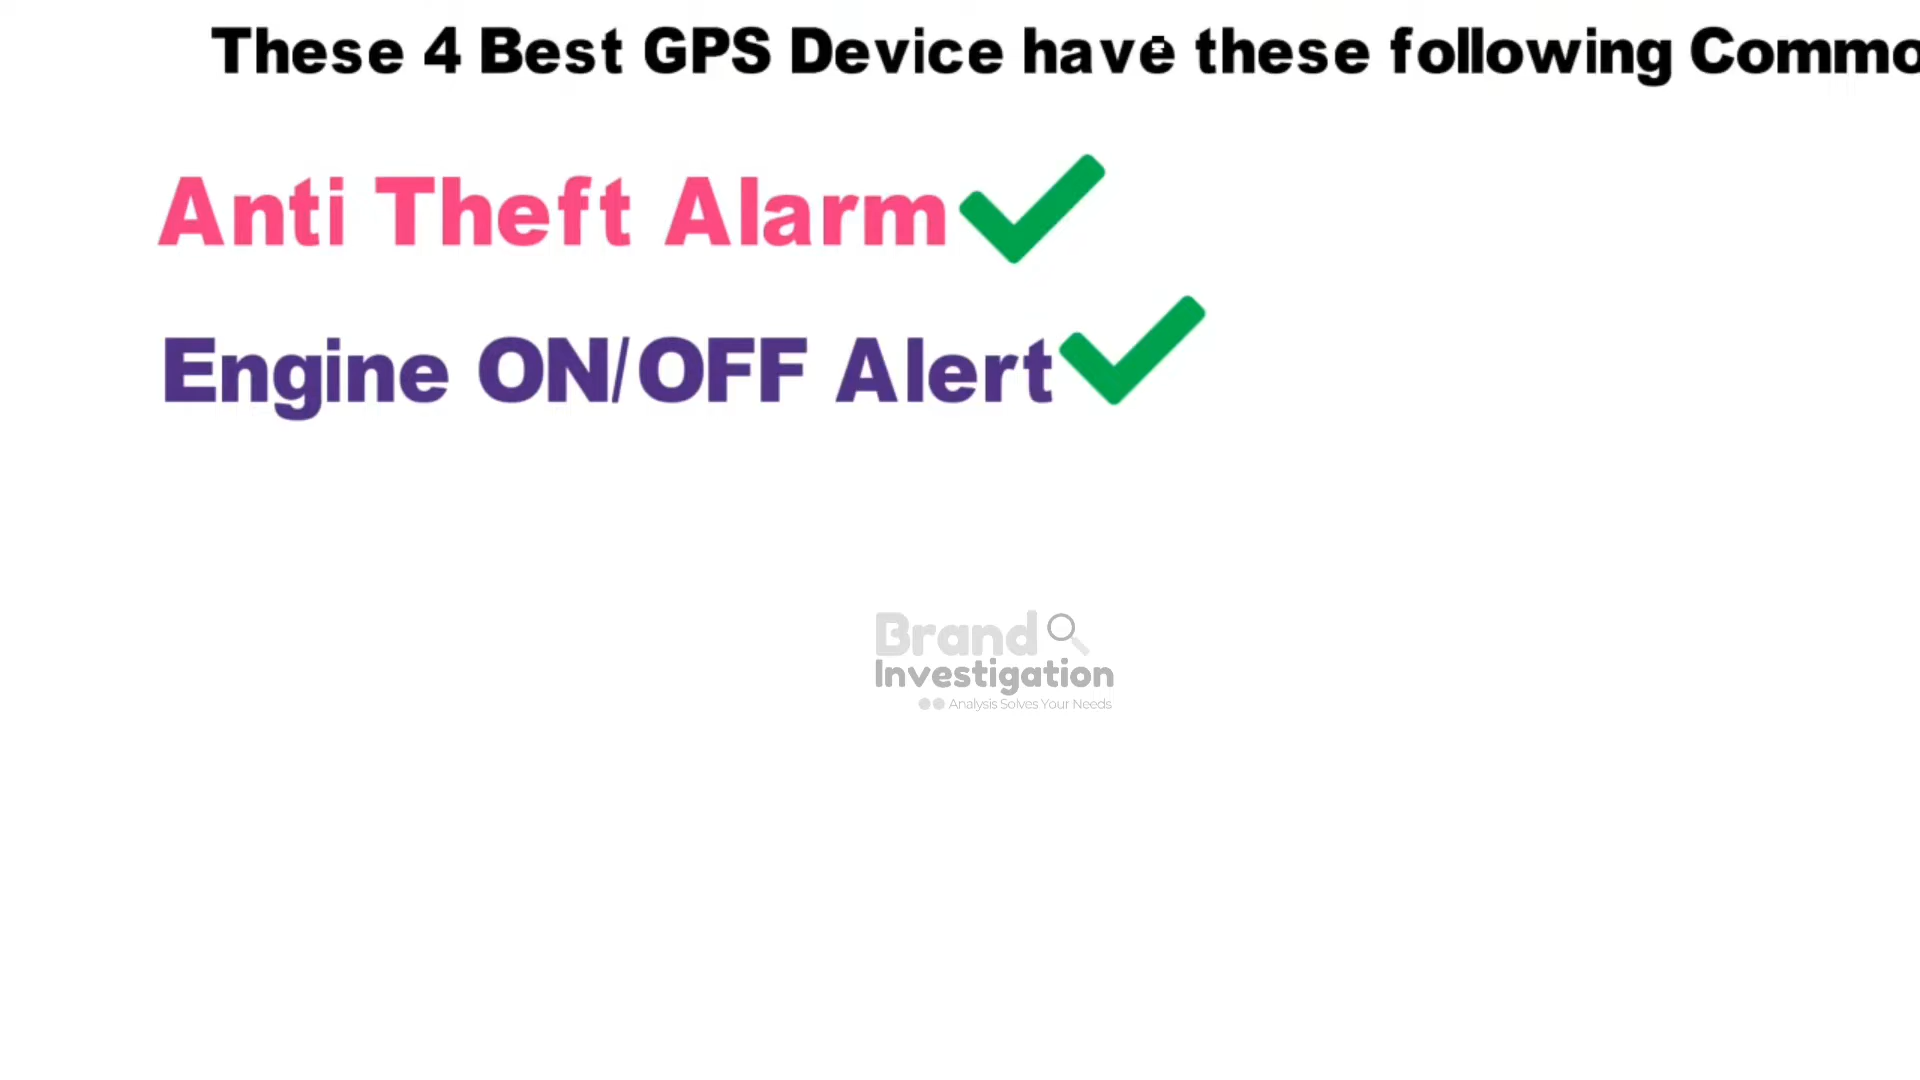 These 4 Best GPS Device have these following Commo
Anti Theft Alarm
Engine ON/OFF Alert
Brand
Investigation
Analysis Solves Your Needs